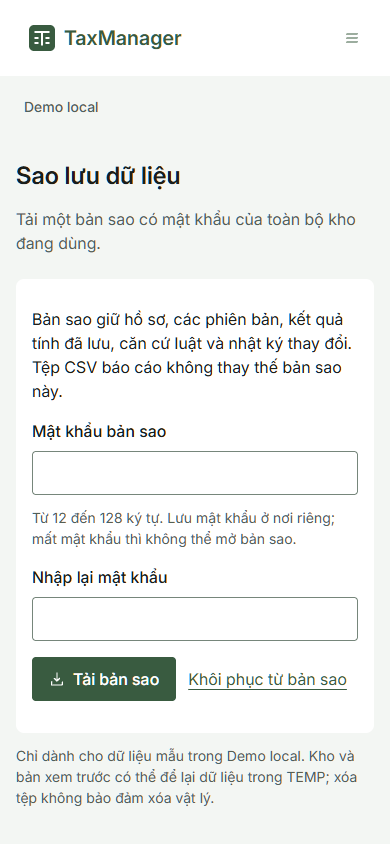 TaxManager
Demo local
Sao lưu dữ liệu
Tải một bản sao có mật khẩu của toàn bộ kho
đang dùng.
Bản sao giữ hồ sơ, các phiên bản, kết quả
tính đã lưu, căn cứ luật và nhật ký thay đổi.
Tệp CSV báo cáo không thay thế bản sao
này.
Mật khẩu bản sao
Từ 12 đến 128 ký tự. Lưu mật khẩu ở nơi riêng;
mất mật khẩu thì không thể mở bản sao.
Nhập lại mật khẩu
Tải bản sao Khôi phục từ bản sao
Chỉ dành cho dữ liệu mẫu trong Demo local. Kho và
bản xem trước có thể để lại dữ liệu trong TEMP; xóa
tệp không bảo đảm xóa vật lý.